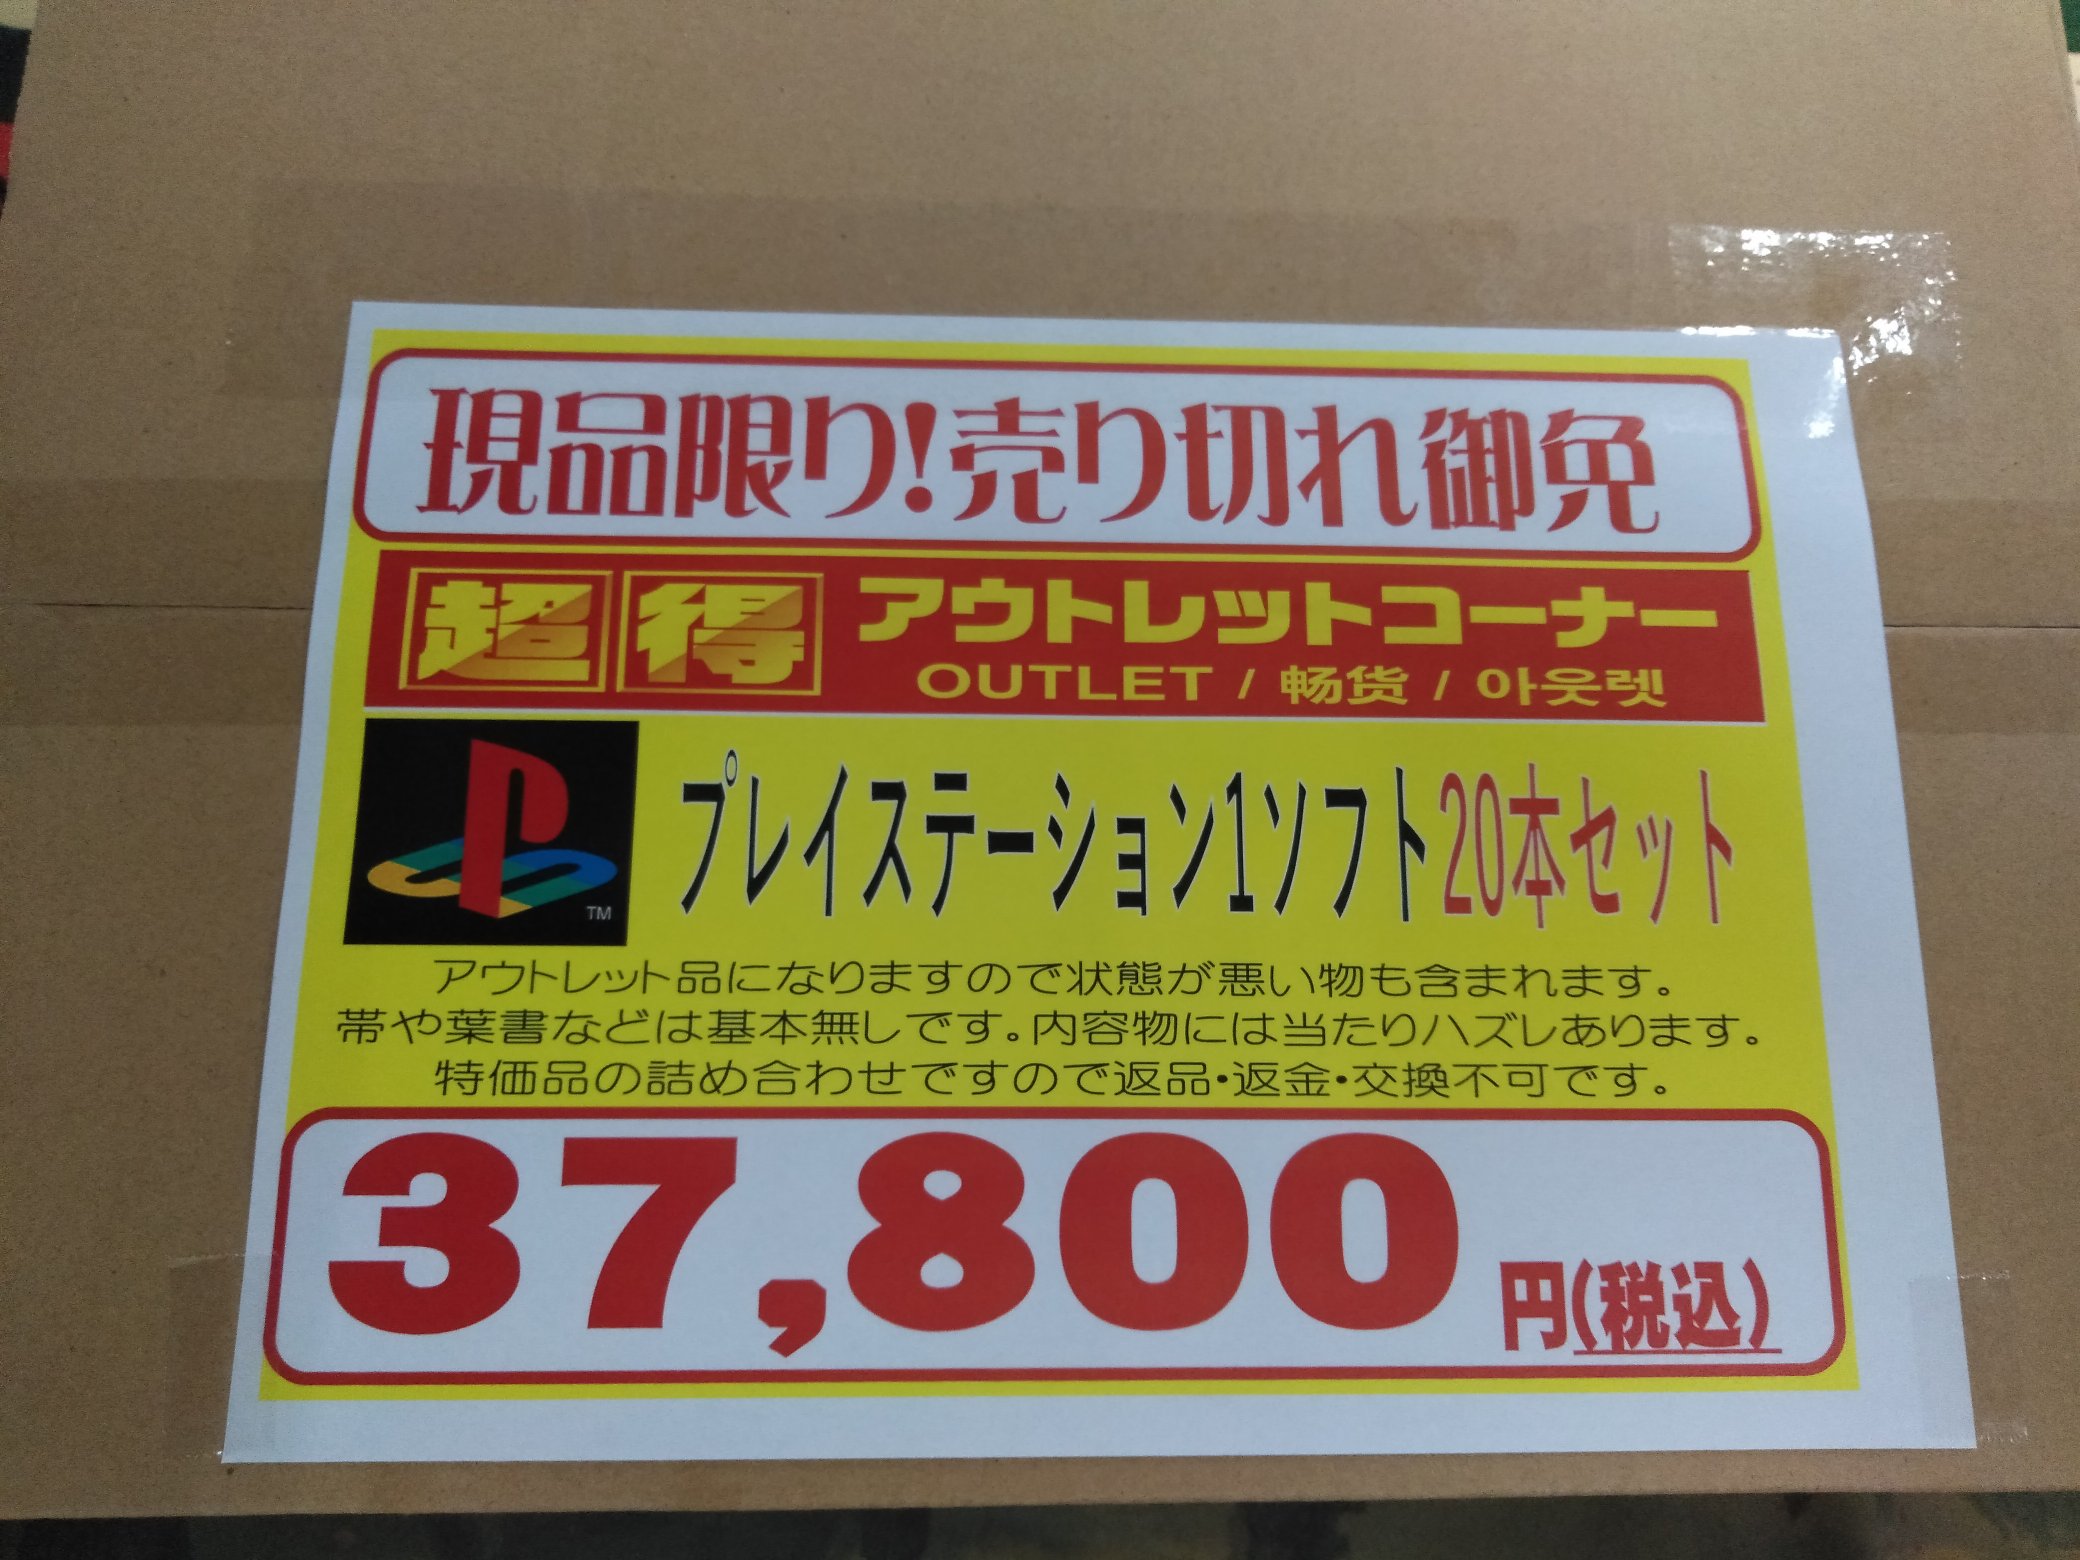 現品限り!売り切れ御免
超得 アウトレットコーナー
OUTLET / 畅货 / 아웃렛
プレイステーション1ソフト20本セット
TM
アウトレット品になりますので状態が悪い物も含まれます。
帯や葉書などは基本無しです。内容物には当たりハズレあります。
特価品の詰め合わせですので返品・返金・交換不可です。
37,800円(税込)